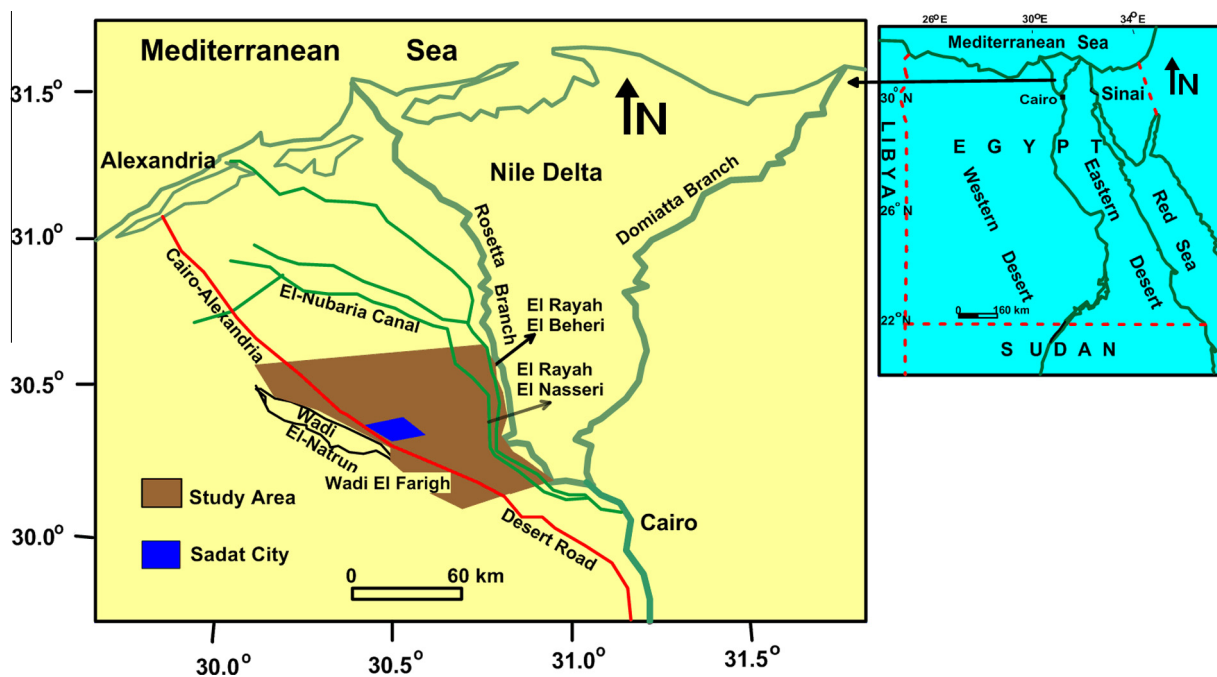 Mediterranean Sea
N
31.5°
Alexandria
Nile Delta
Domiatta Branch
Rosetta Branch
31.0°
Cairo-Alexandria
El-Nubaria Canal
El Rayah
El Beheri
30.5°
El Rayah
El Nasseri
Wadi
El-Natrun
Wadi El Farigh
Study Area
Sadat City
30.0°
Desert Road
Cairo
0 60 km
30.0° 30.5° 31.0° 31.5°
26°E 30°E 34°E
Mediterranean Sea
N
30°N
Cairo
Sinai
LIBYA
EGYPT
Western Desert
Eastern Desert
Red Sea
26°N
0 160 km
22°N
SUDAN